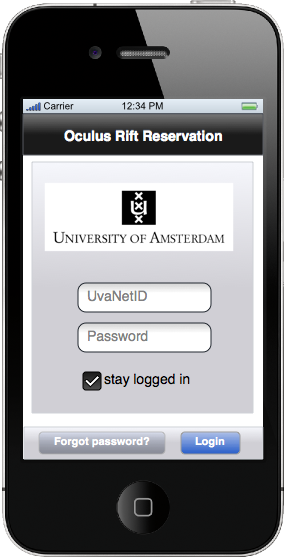 Carrier 12:34 PM
Oculus Rift Reservation
UNIVERSITY OF AMSTERDAM
UvaNetID
Password
stay logged in
Forgot password? Login